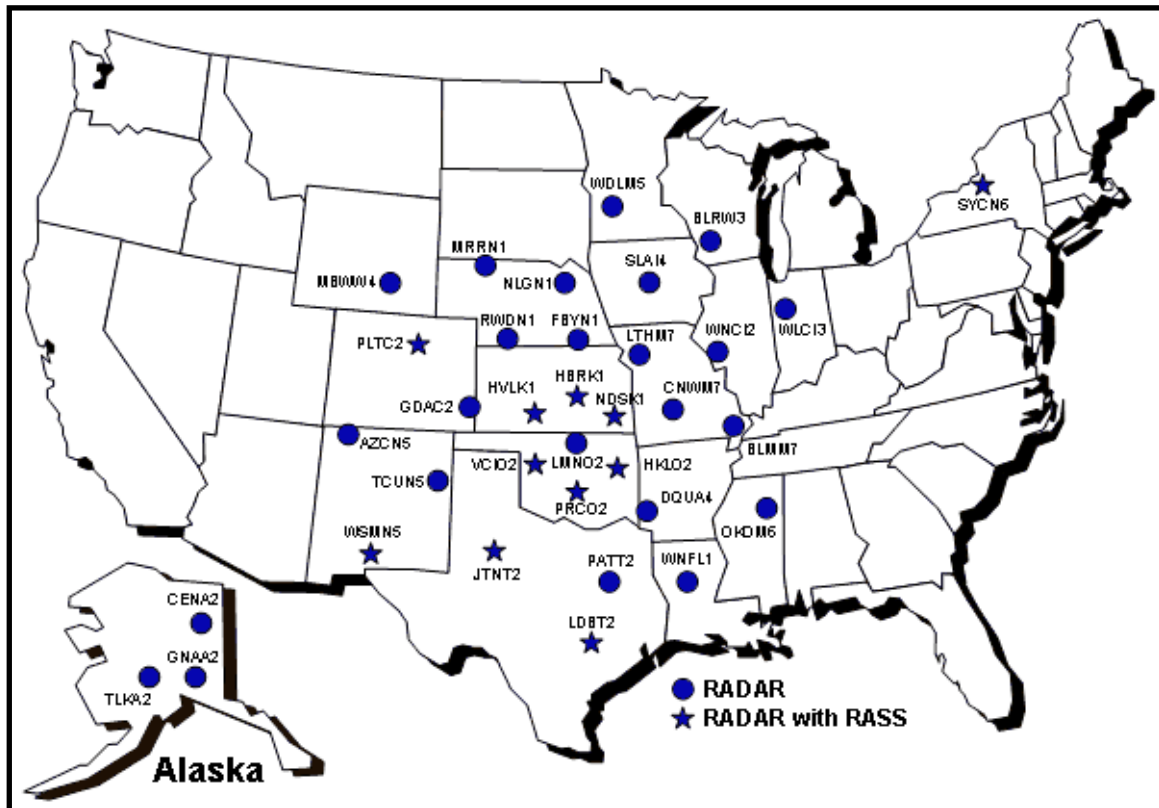 WDLM5
SYCN6
BLRW3
MRRN1
SLAI4
MBWW4
NLGN1
RWDN1
FBYN1
WNCI2
WLCI3
PLTC2
LTHM7
HVLK1
HBRK1
NDSK1
CNWM7
GDAC2
AZCN5
BLMM7
VCIO2
LMNO2
HKLO2
TCUN5
DQUA4
PRCO2
OKDM6
WSMN5
JTNT2
PATT2
WNFL1
CENA2
LDBT2
GNAA2
TLKA2
RADAR
RADAR with RASS
Alaska